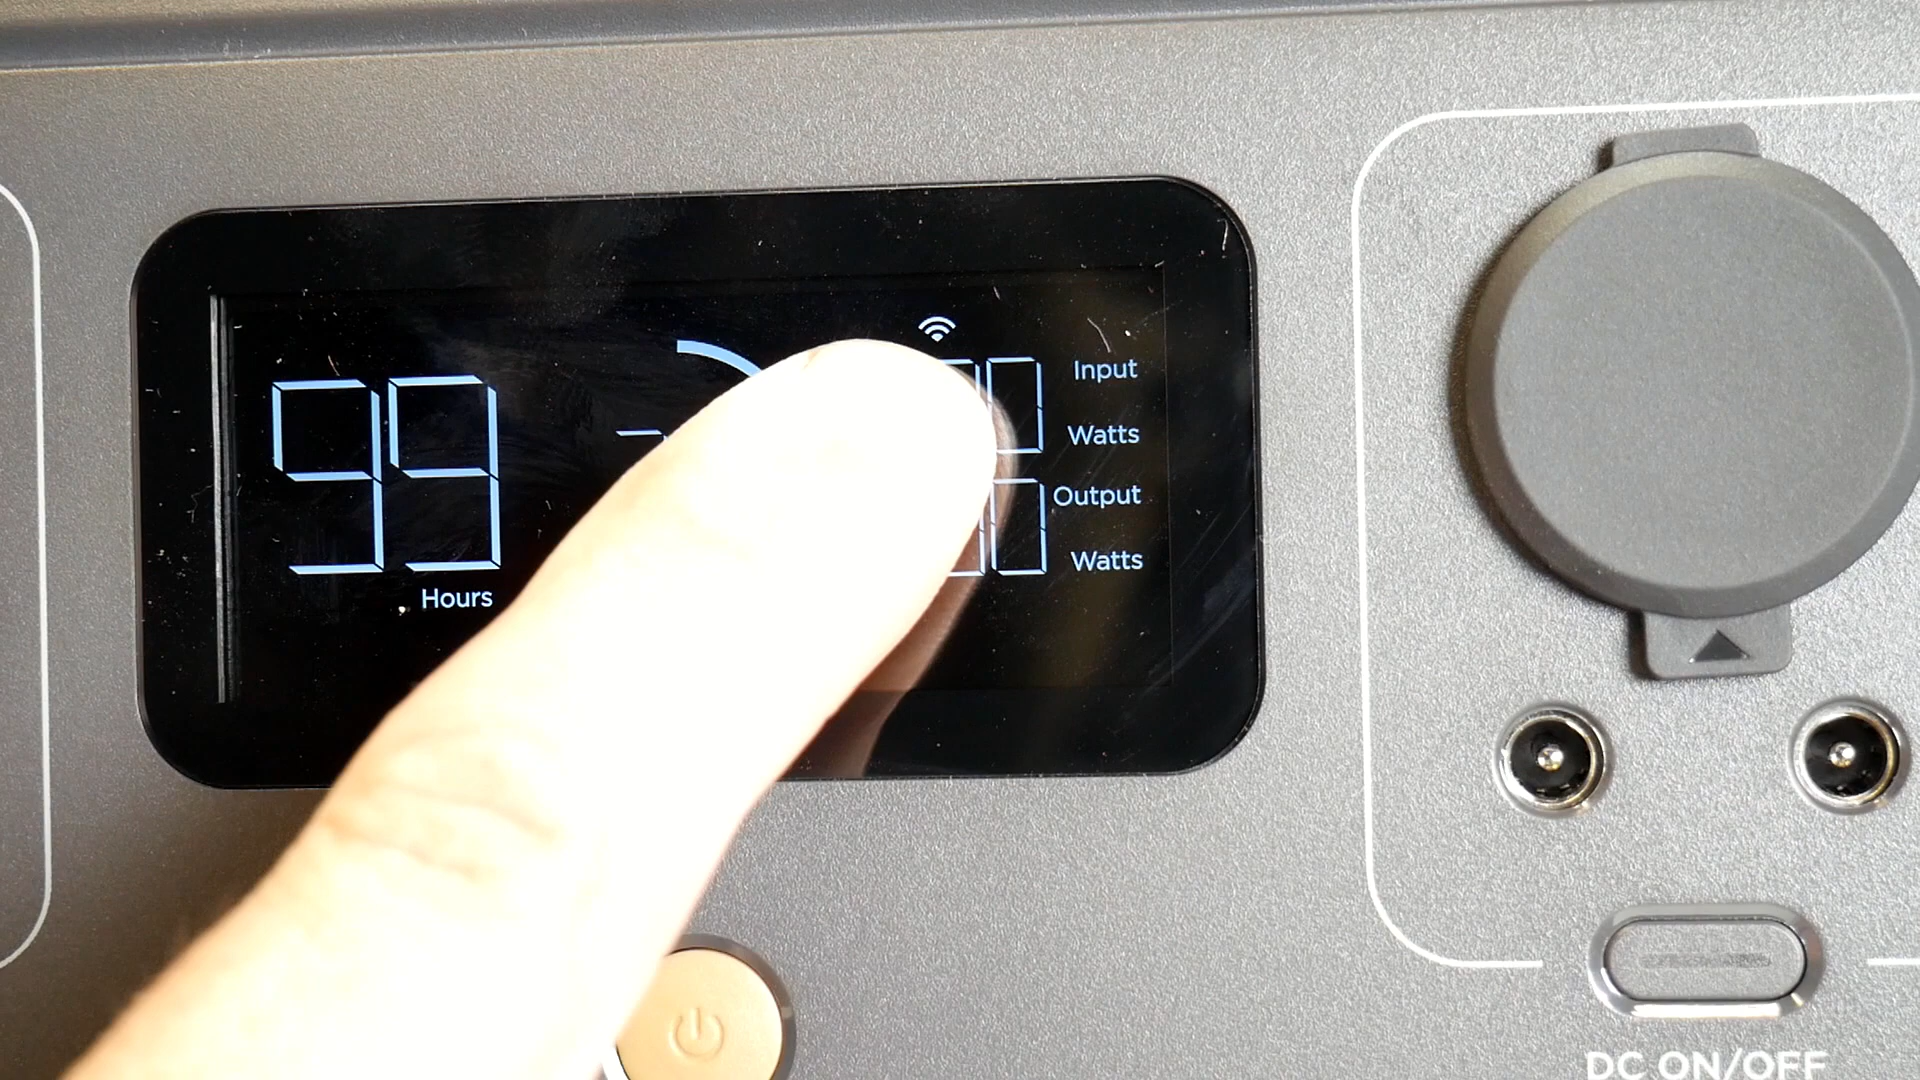 99
Hours
Input
Watts
Output
Watts
DC ON/OFF